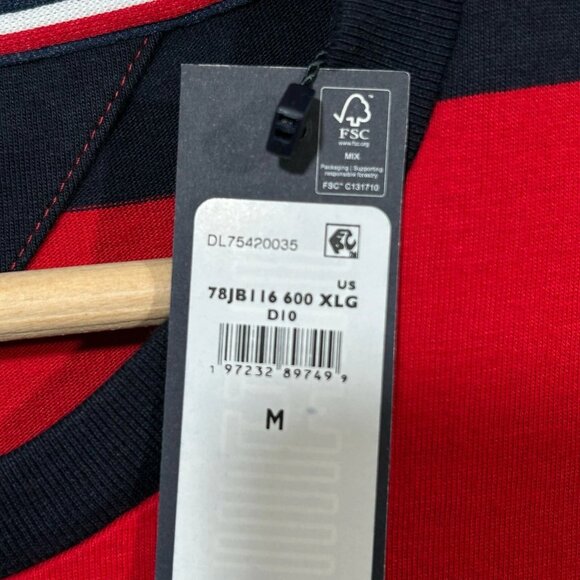 FSC
www.fsc.org
MIX
Packaging | Supporting
responsible forestry
FSC® C131710
DL75420035
US
78JB116 600 XLG
D10
1 97232 89749 9
M